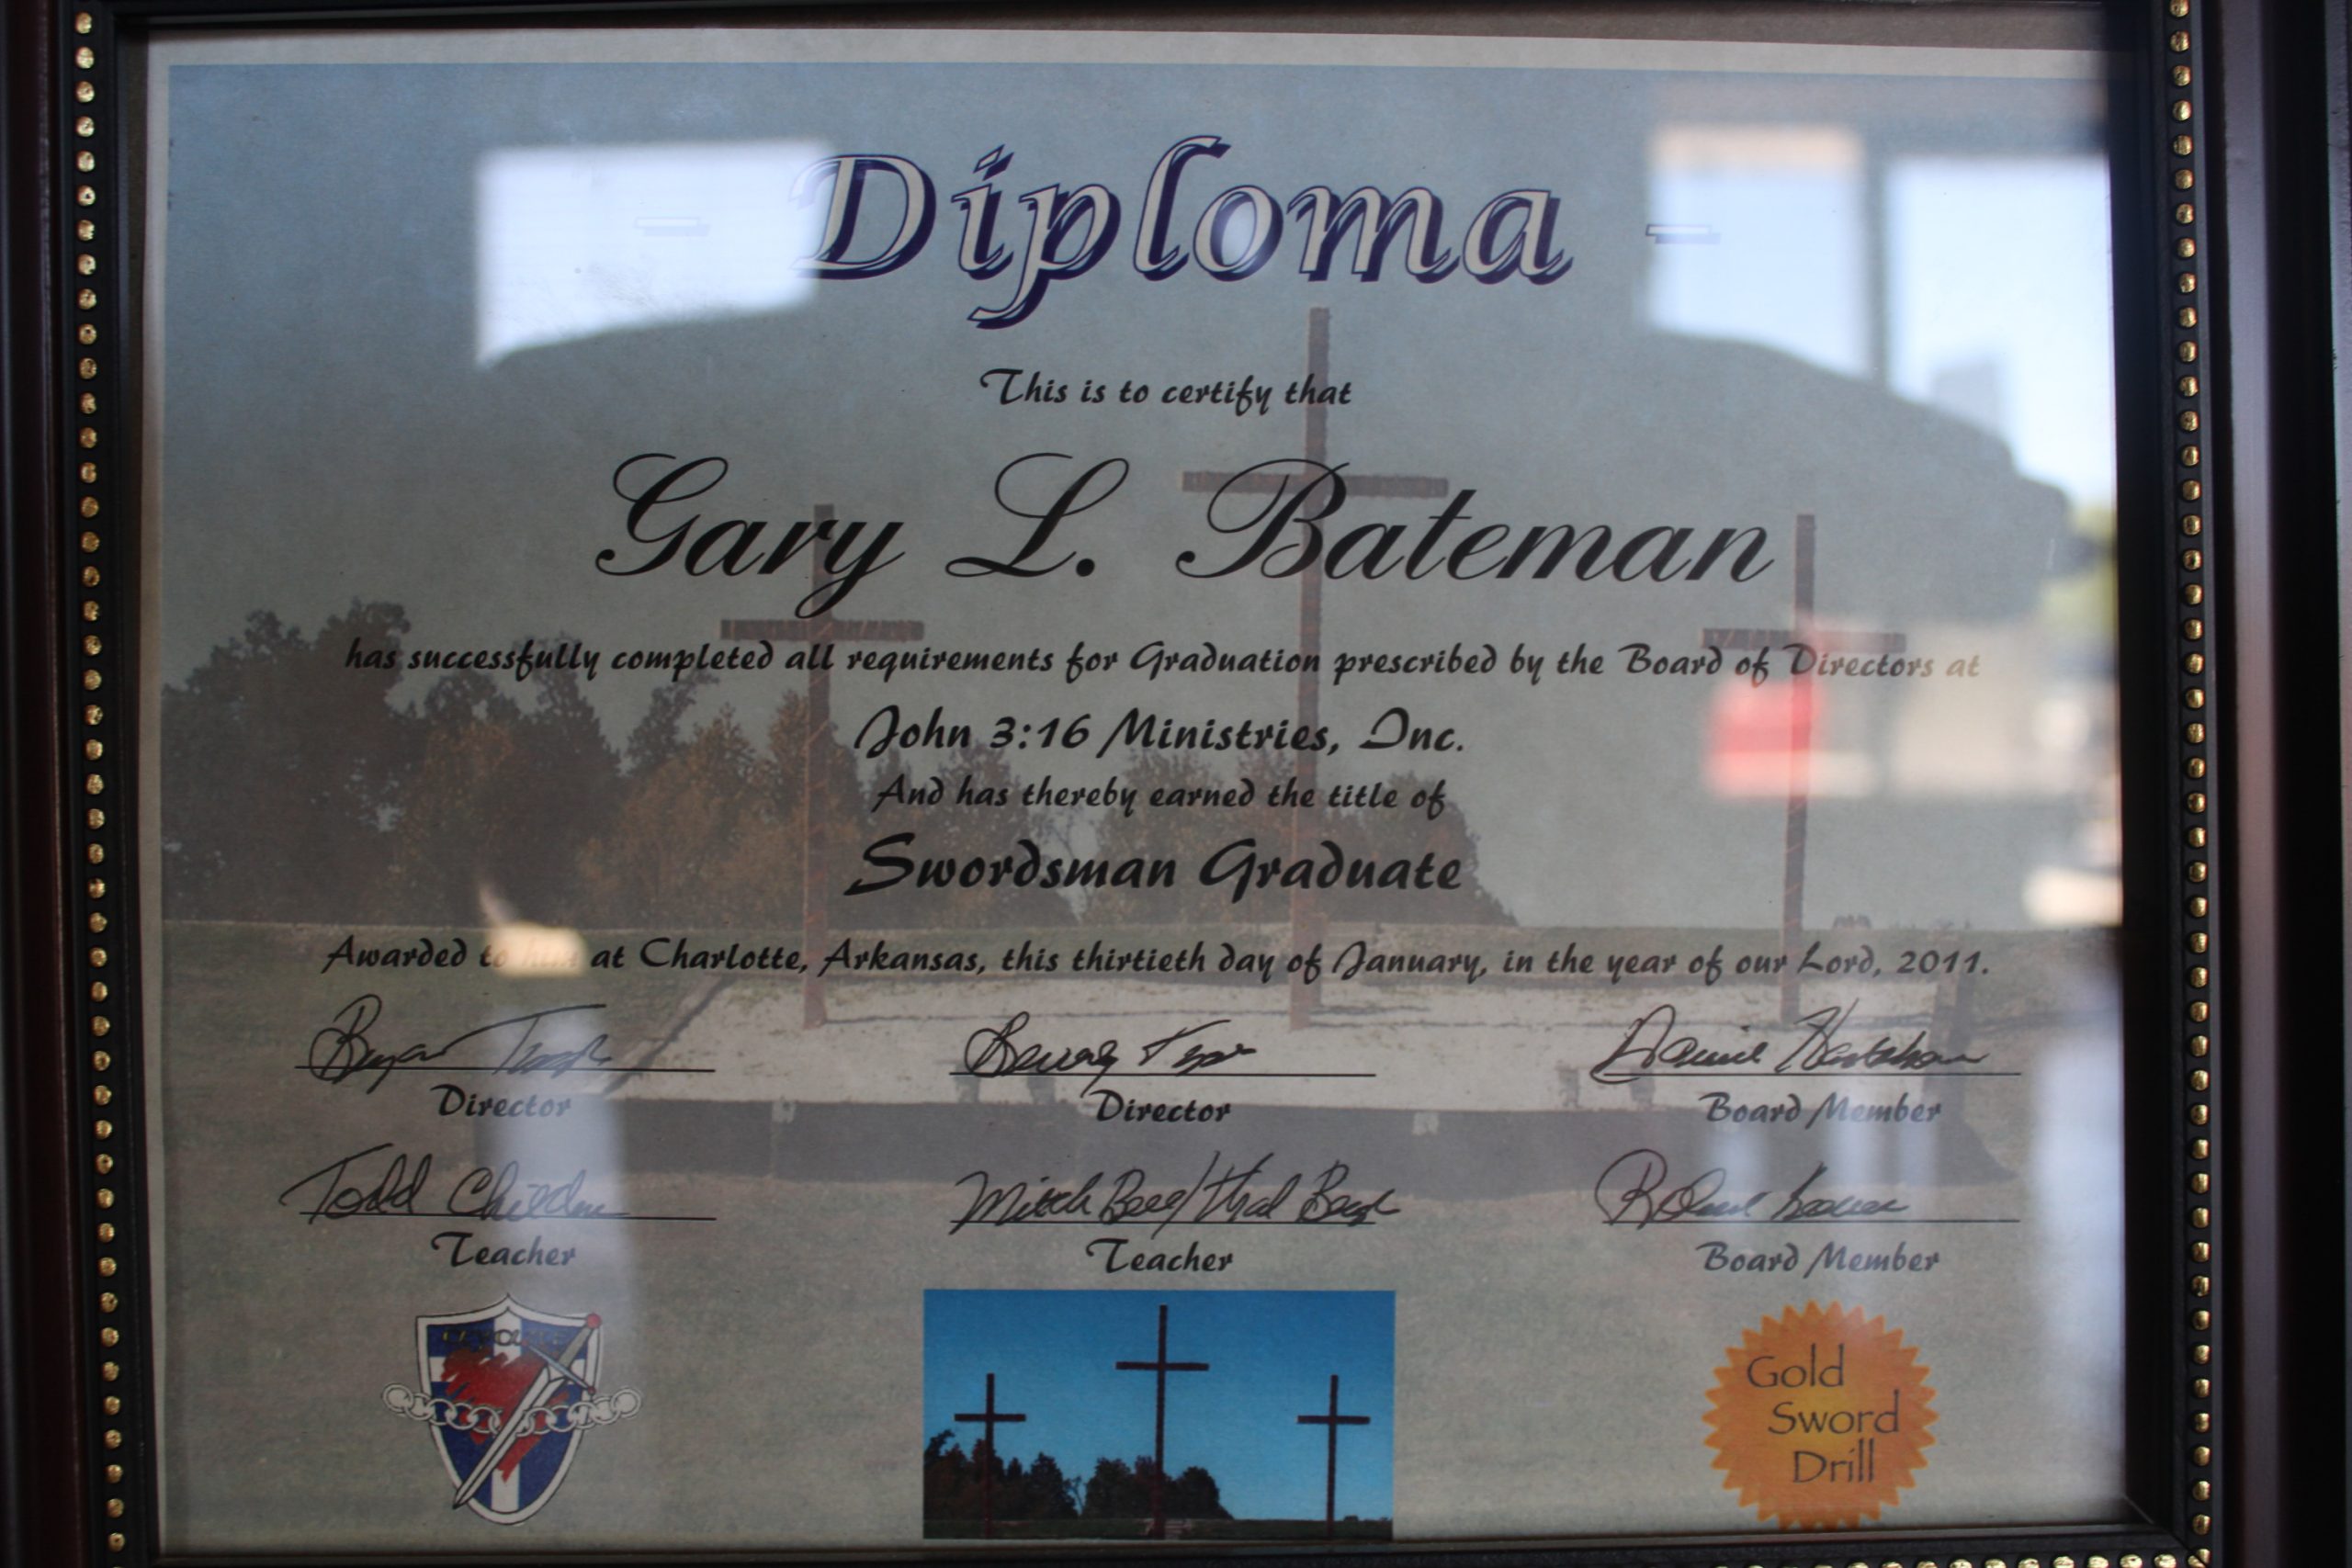 - Diploma -
This is to certify that
Gary L. Bateman
has successfully completed all requirements for Graduation prescribed by the Board of Directors at
John 3:16 Ministries, Inc.
And has thereby earned the title of
Swordsman Graduate
Awarded to him at Charlotte, Arkansas, this thirtieth day of January, in the year of our Lord, 2011.
Director Director Board Member
Todd
Teacher Teacher Board Member
Gold
Sword
Drill